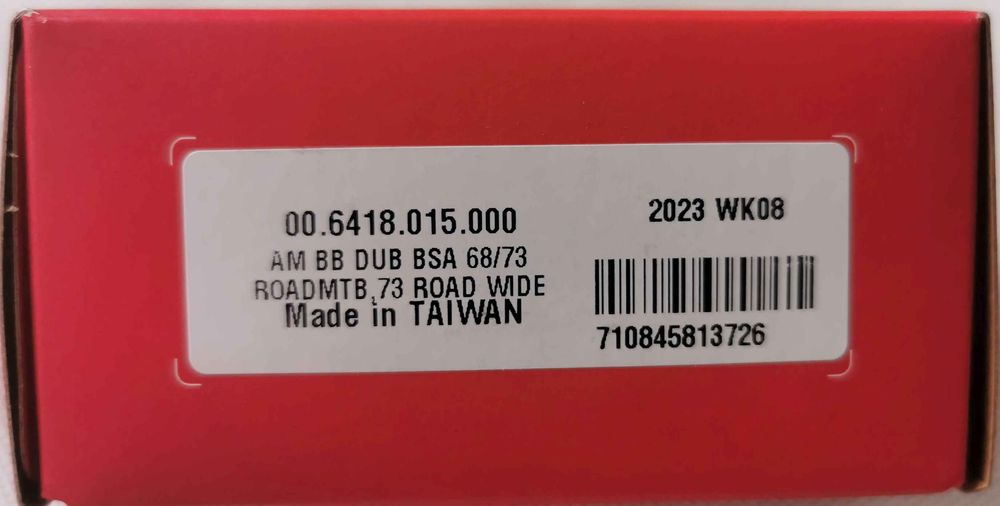 00.6418.015.000
2023 WK08
AM BB DUB BSA 68/73
ROADMTB,73 ROAD WIDE
Made in TAIWAN
710845813726